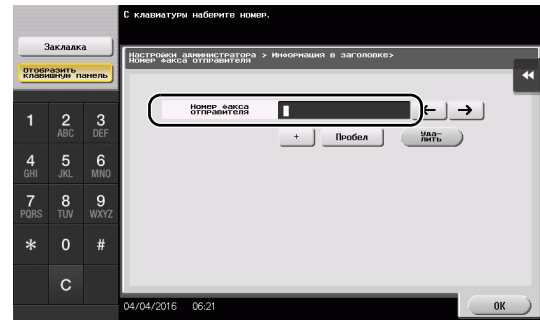 С клавиатуры наберите номер.
Закладка
Отобразить
клавишную панель
Настройки администратора > Информация в заголовке>
Номер факса отправителя
Номер факса
отправителя
← →
+ Пробел Уда-
лить
1 2 3
ABC DEF
4 5 6
GHI JKL MNO
7 8 9
PQRS TUV WXYZ
* 0 #
C
04/04/2016 06:21
OK